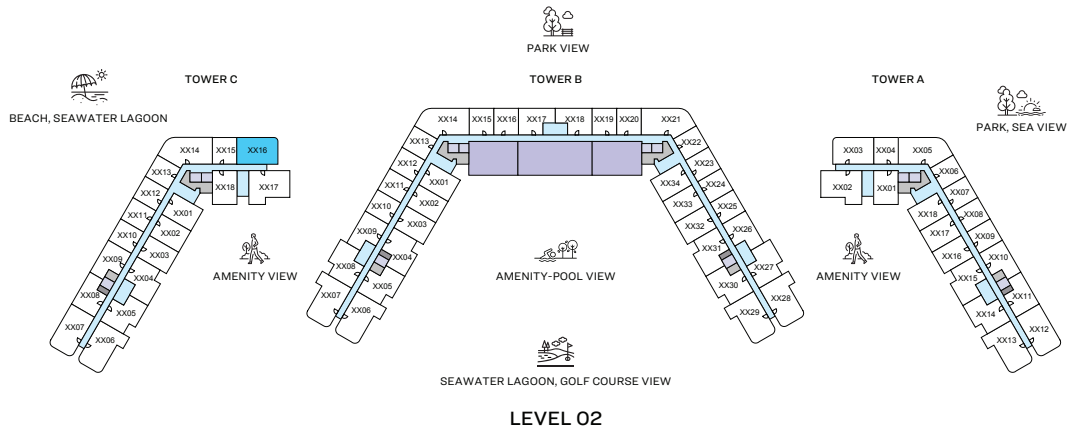 PARK VIEW
TOWER C
TOWER B
TOWER A
BEACH, SEAWATER LAGOON
PARK, SEA VIEW
XX14
XX15
XX16
XX13
XX12
XX11
XX10
XX09
XX08
XX07
XX06
XX05
XX04
XX03
XX02
XX01
XX18
XX17
AMENITY VIEW
XX14
XX15
XX16
XX17
XX18
XX19
XX20
XX21
XX13
XX12
XX11
XX10
XX09
XX08
XX07
XX06
XX05
XX04
XX03
XX02
XX01
XX22
XX23
XX24
XX25
XX26
XX27
XX28
XX29
XX30
XX31
XX32
XX33
XX34
AMENITY-POOL VIEW
XX03
XX04
XX05
XX02
XX01
XX06
XX07
XX08
XX09
XX10
XX11
XX12
XX13
XX14
XX15
XX16
XX17
XX18
AMENITY VIEW
SEAWATER LAGOON, GOLF COURSE VIEW
LEVEL 02